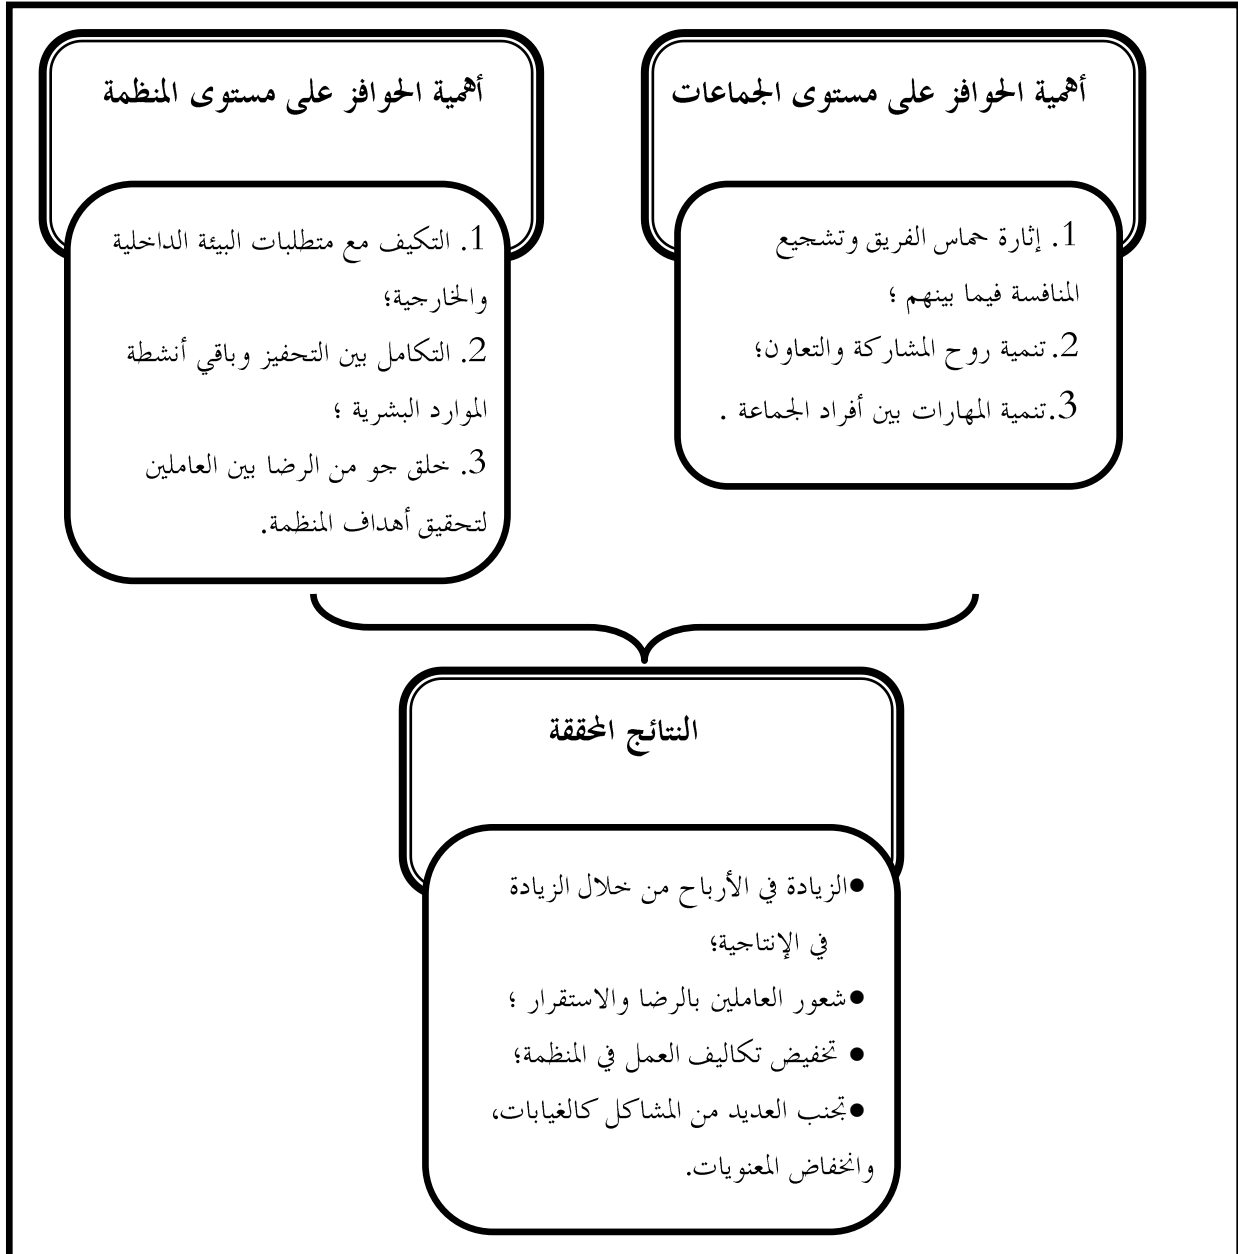 أهمية الحوافز على مستوى الجماعات
1. إثارة حماس الفريق وتشجيع
المنافسة فيما بينهم ؛
2. تنمية روح المشاركة والتعاون؛
3.تنمية المهارات بين أفراد الجماعة .
أهمية الحوافز على مستوى المنظمة
1. التكيف مع متطلبات البيئة الداخلية
والخارجية؛
2. التكامل بين التحفيز وباقي أنشطة
الموارد البشرية ؛
3. خلق جو من الرضا بين العاملين
لتحقيق أهداف المنظمة.
النتائج المحققة
●الزيادة في الأرباح من خلال الزيادة
في الإنتاجية؛
●شعور العاملين بالرضا والاستقرار ؛
● تخفيض تكاليف العمل في المنظمة؛
●تجنب العديد من المشاكل كالغيابات،
وانخفاض المعنويات.